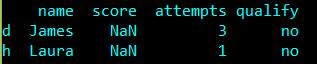 name score attempts qualify
d James NaN 3 no
h Laura NaN 1 no